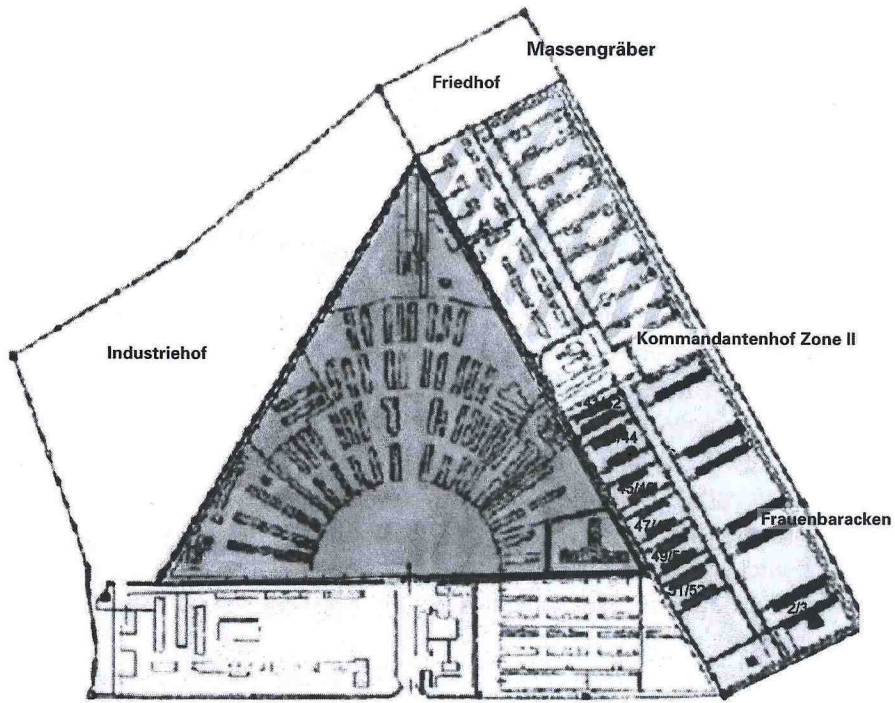 Massengräber
Friedhof
Kommandantenhof Zone II
Industriehof
Frauenbaracken
2/3